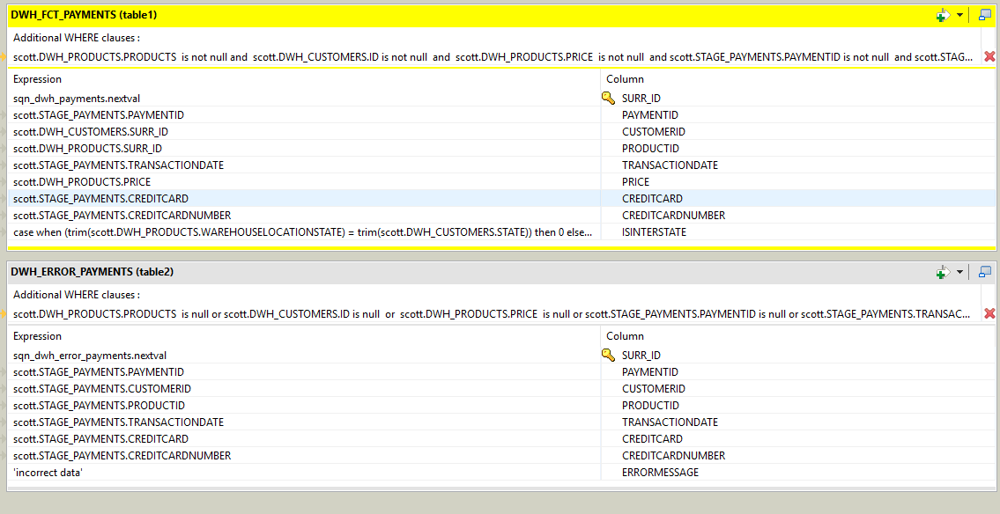 DWH_FCT_PAYMENTS (table1)
Additional WHERE clauses :
scott.DWH_PRODUCTS.PRODUCTS is not null and scott.DWH_CUSTOMERS.ID is not null and scott.DWH_PRODUCTS.PRICE is not null and scott.STAGE_PAYMENTS.PAYMENTID is not null and scott.STAG...
Expression Column
sqn_dwh_payments.nextval SURR_ID
scott.STAGE_PAYMENTS.PAYMENTID PAYMENTID
scott.DWH_CUSTOMERS.SURR_ID CUSTOMERID
scott.DWH_PRODUCTS.SURR_ID PRODUCTID
scott.STAGE_PAYMENTS.TRANSACTIONDATE TRANSACTIONDATE
scott.DWH_PRODUCTS.PRICE PRICE
scott.STAGE_PAYMENTS.CREDITCARD CREDITCARD
scott.STAGE_PAYMENTS.CREDITCARDNUMBER CREDITCARDNUMBER
case when (trim(scott.DWH_PRODUCTS.WAREHOUSELOCATIONSTATE) = trim(scott.DWH_CUSTOMERS.STATE)) then 0 else... ISINTERSTATE
DWH_ERROR_PAYMENTS (table2)
Additional WHERE clauses :
scott.DWH_PRODUCTS.PRODUCTS is null or scott.DWH_CUSTOMERS.ID is null or scott.DWH_PRODUCTS.PRICE is null or scott.STAGE_PAYMENTS.PAYMENTID is null or scott.STAGE_PAYMENTS.TRANSAC...
Expression Column
sqn_dwh_error_payments.nextval SURR_ID
scott.STAGE_PAYMENTS.PAYMENTID PAYMENTID
scott.STAGE_PAYMENTS.CUSTOMERID CUSTOMERID
scott.STAGE_PAYMENTS.PRODUCTID PRODUCTID
scott.STAGE_PAYMENTS.TRANSACTIONDATE TRANSACTIONDATE
scott.STAGE_PAYMENTS.CREDITCARD CREDITCARD
scott.STAGE_PAYMENTS.CREDITCARDNUMBER CREDITCARDNUMBER
'incorrect data' ERRORMESSAGE